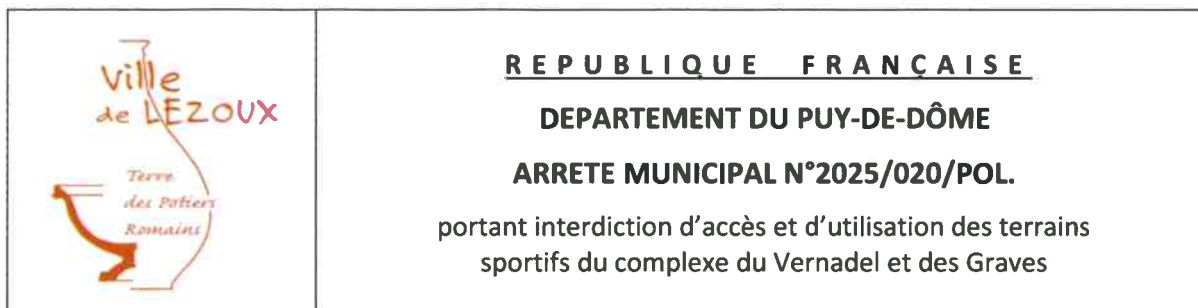 Ville
de LEZOUX
Terre
des Potiers
Romains
REPUBLIQUE FRANÇAISE
DEPARTEMENT DU PUY-DE-DÔME
ARRETE MUNICIPAL N°2025/020/POL.
portant interdiction d'accès et d'utilisation des terrains
sportifs du complexe du Vernadel et des Graves